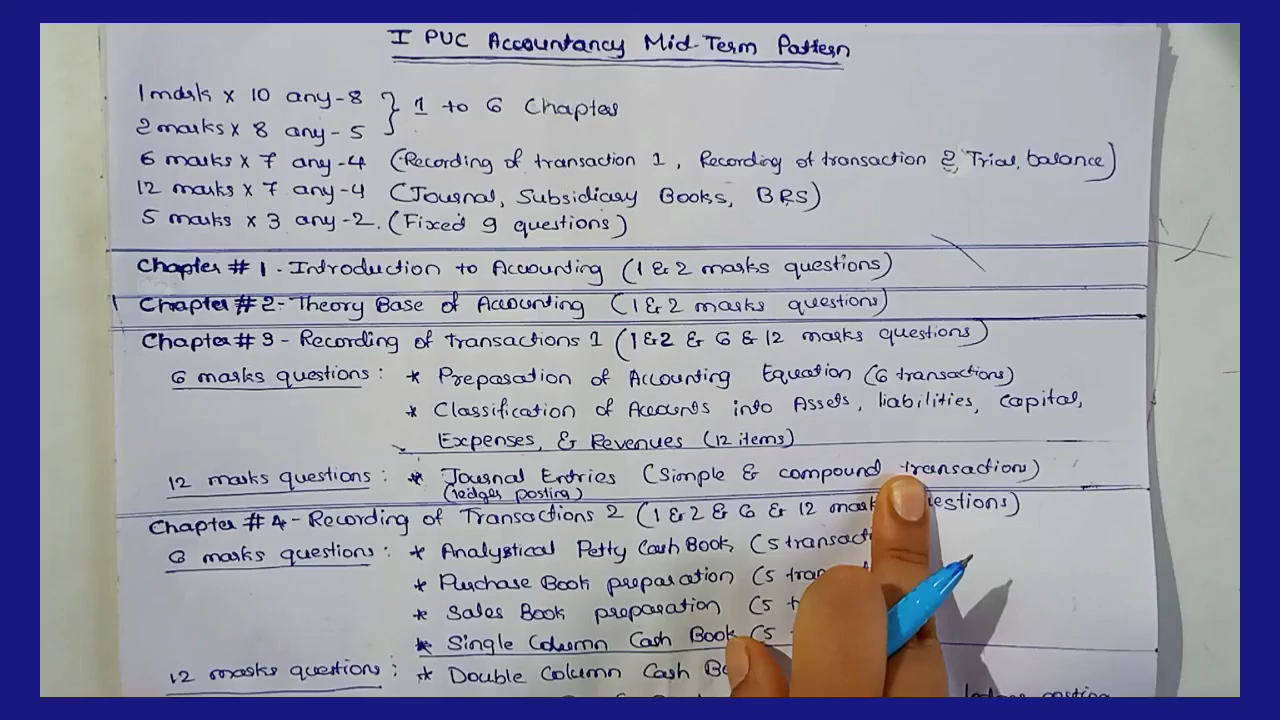 I PUC Accountancy Mid-Term Pattern
1mark x 10 any-8 } 1 to 6 Chapter
2 marks x 8 any-5
6 marks x 7 any-4 (Recording of transaction 1, Recording of transaction 2, Trial balance)
12 marks x 7 any-4 (Journal, Subsidiary Books, BRS)
5 marks x 3 any-2. (Fixed 9 questions)
Chapter #1. Introduction to Accounting (1 & 2 marks questions)
Chapter #2- Theory Base of Accounting (1 & 2 marks questions)
Chapter #3 - Recording of transactions 1 (1 & 2 & 6 & 12 marks questions)
6 marks questions : * Preparation of Accounting Equation (6 transactions)
* Classification of Accounts into Assets, liabilities, capital,
Expenses, & Revenues (12 items)
12 marks questions : * Journal Entries (Simple & compound transaction)
(ledger posting)
Chapter #4 - Recording of Transactions 2 (1 & 2 & 6 & 12 mark
6 marks questions : * Analytical Petty Cash Book (5
* Purchase Book preparation (5
* Sales Book preparation (5
* Single Column Cash Book (5
12 marks questions : * Double Column Cash
posting